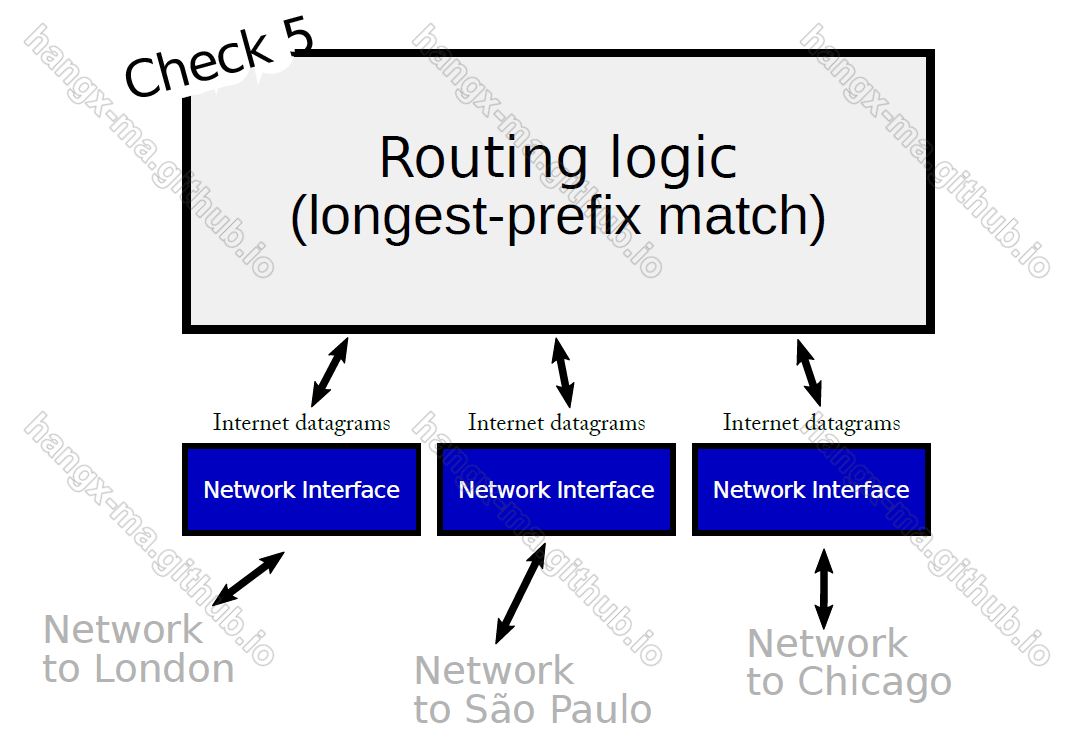 Check 5
Routing logic
(longest-prefix match)
Internet datagrams
Internet datagrams
Internet datagrams
Network Interface
Network Interface
Network Interface
Network
to London
Network
to São Paulo
Network
to Chicago
hangx-ma.github.io
hangx-ma.github.io
hangx-ma.github.io
hangx-ma.github.io
hangx-ma.github.io
hangx-ma.github.io